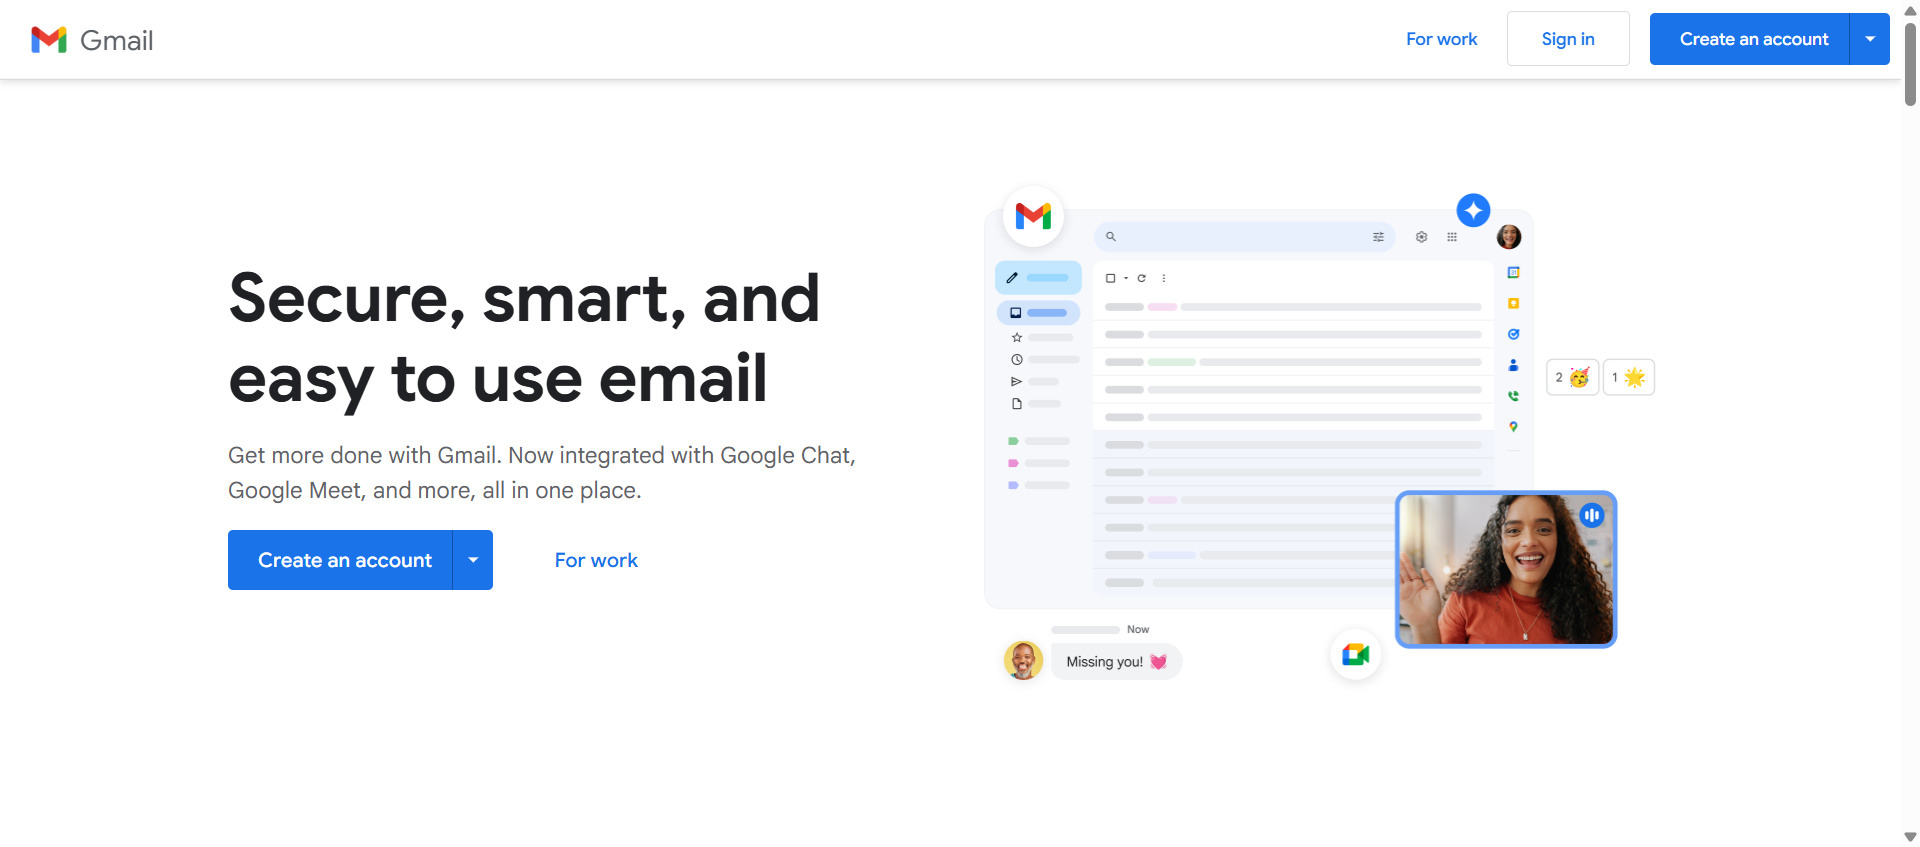 Gmail
For work
Sign in
Create an account
Secure, smart, and
easy to use email
Get more done with Gmail. Now integrated with Google Chat,
Google Meet, and more, all in one place.
Create an account
For work
2 🥳
1 🌟
Now
Missing you! 💓